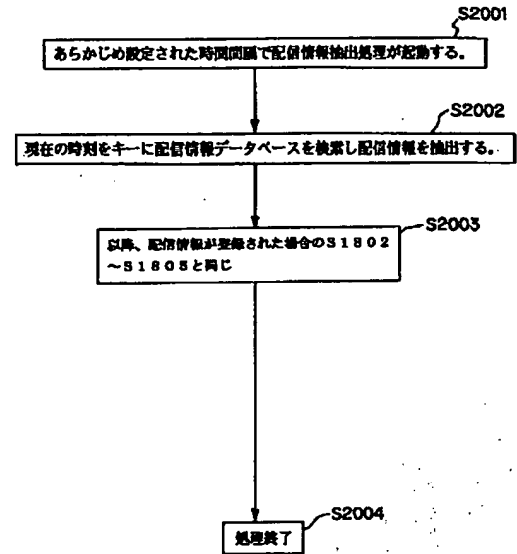 S2001
あらかじめ設定された時間間隔で配信情報抽出処理が起動する。
S2002
現在の時刻をキーに配信情報データベースを検索し配信情報を抽出する。
S2003
以降、配信情報が登録された場合のS1802
～S1805と同じ
S2004
処理終了